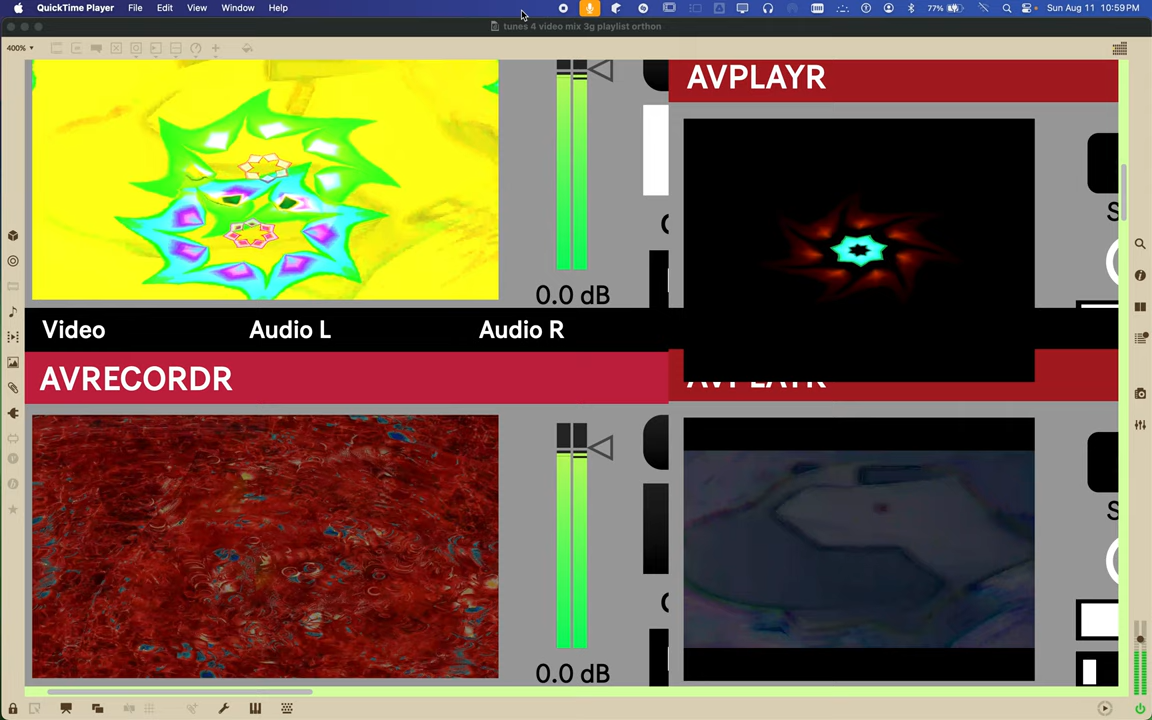 QuickTime Player File Edit View Window Help
77% Sun Aug 11 10:59 PM
tunes 4 video mix 3g playlist orthon
400%
AVPLAYR
S
0.0 dB
Video Audio L Audio R
AVRECORDR
AVPLAYR
S
0.0 dB